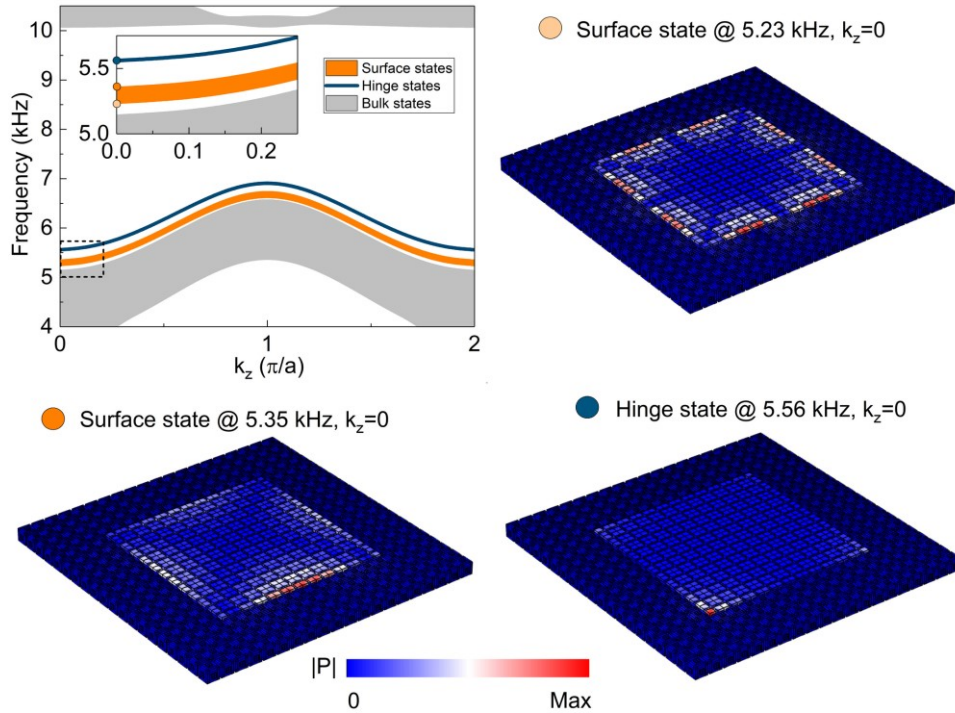 10
9
8
7
6
5
4
Frequency (kHz)
5.5
5.0
0.0 0.1 0.2
Surface states
Hinge states
Bulk states
0 1 2
k_z (π/a)
Surface state @ 5.23 kHz, k_z=0
Surface state @ 5.35 kHz, k_z=0
Hinge state @ 5.56 kHz, k_z=0
|P|
0 Max